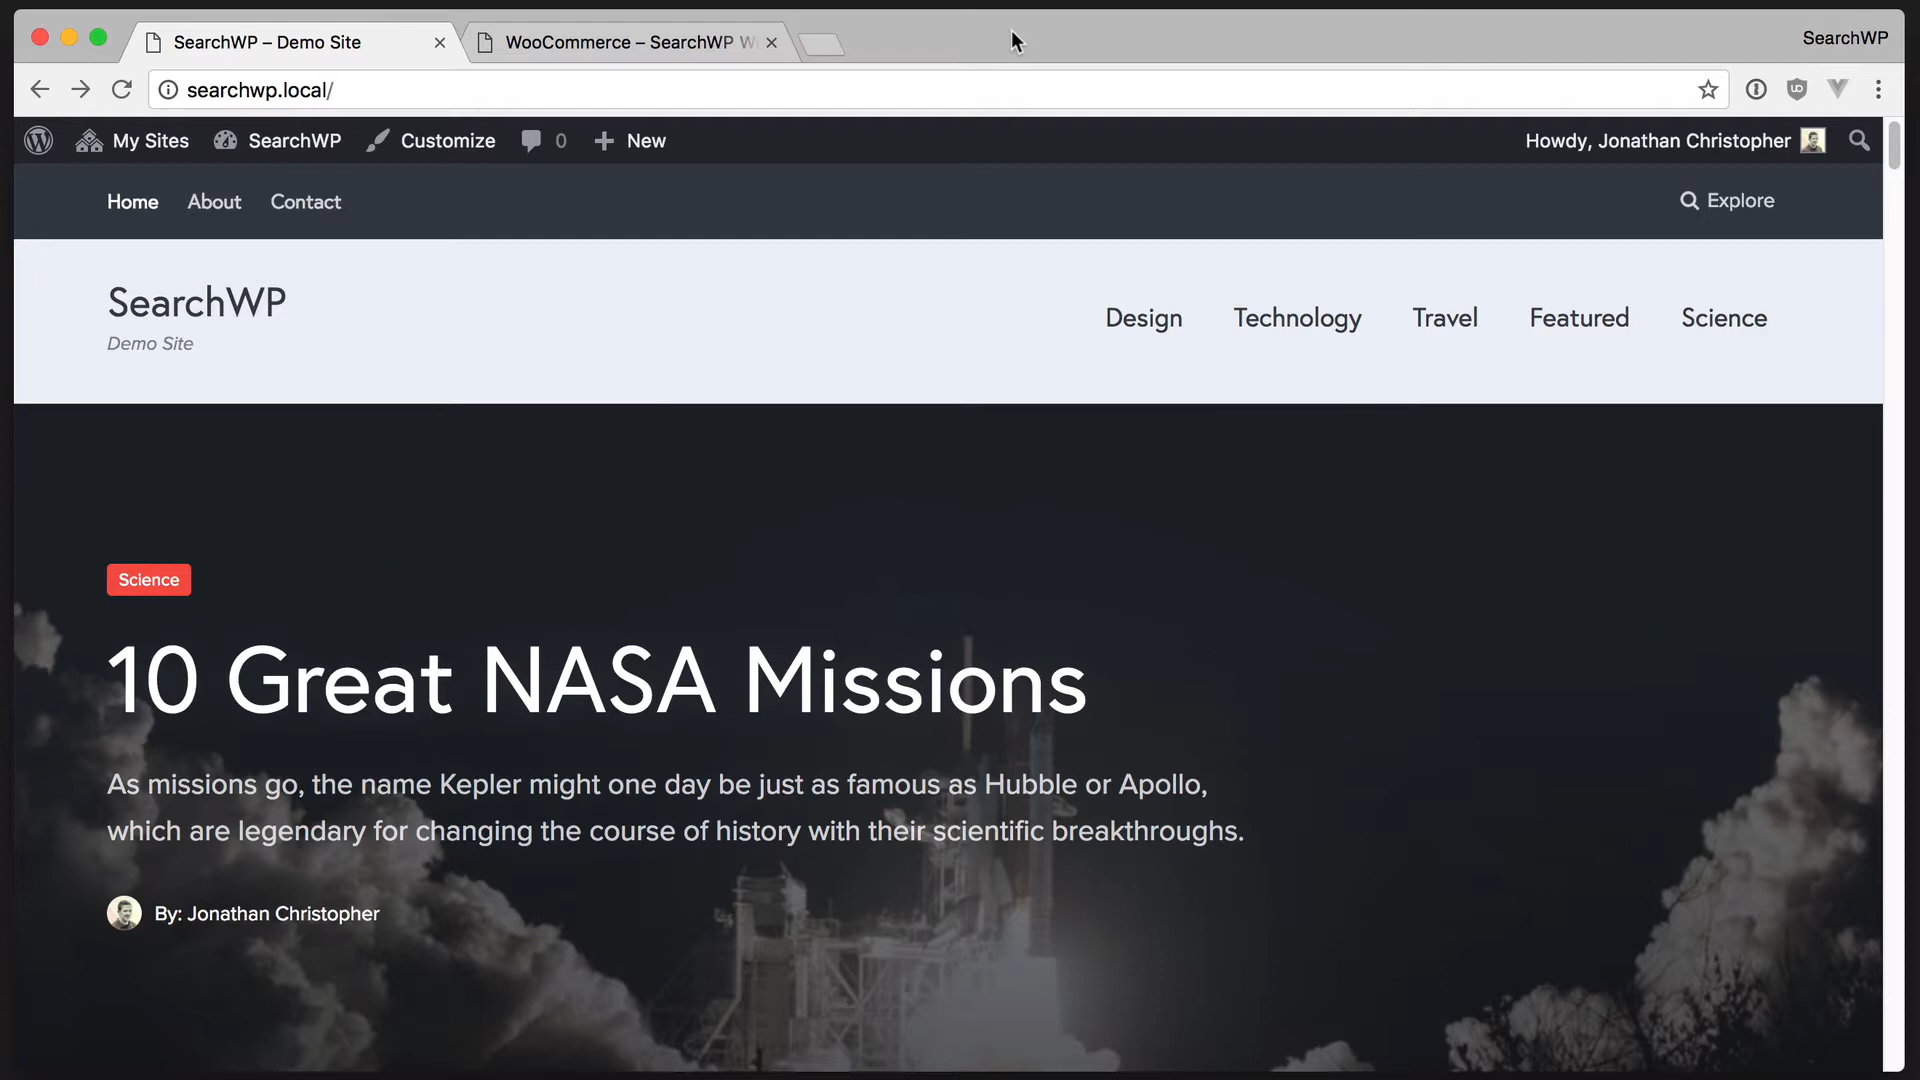 SearchWP – Demo Site
WooCommerce – SearchWP W
SearchWP
searchwp.local/
My Sites
SearchWP
Customize
0
New
Howdy, Jonathan Christopher
Home
About
Contact
Explore
SearchWP
Demo Site
Design
Technology
Travel
Featured
Science
Science
10 Great NASA Missions
As missions go, the name Kepler might one day be just as famous as Hubble or Apollo,
which are legendary for changing the course of history with their scientific breakthroughs.
By: Jonathan Christopher